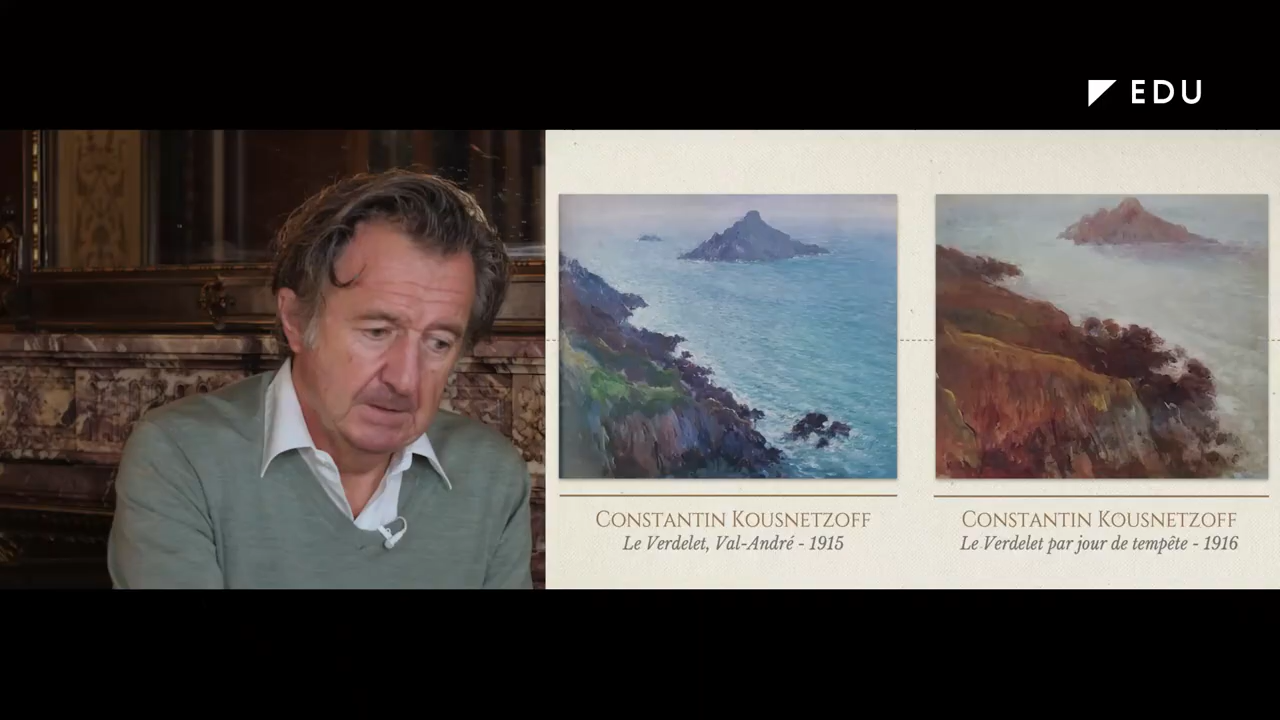 EDU
CONSTANTIN KOUSNETZOFF
Le Verdelet, Val-André - 1915
CONSTANTIN KOUSNETZOFF
Le Verdelet par jour de tempête - 1916